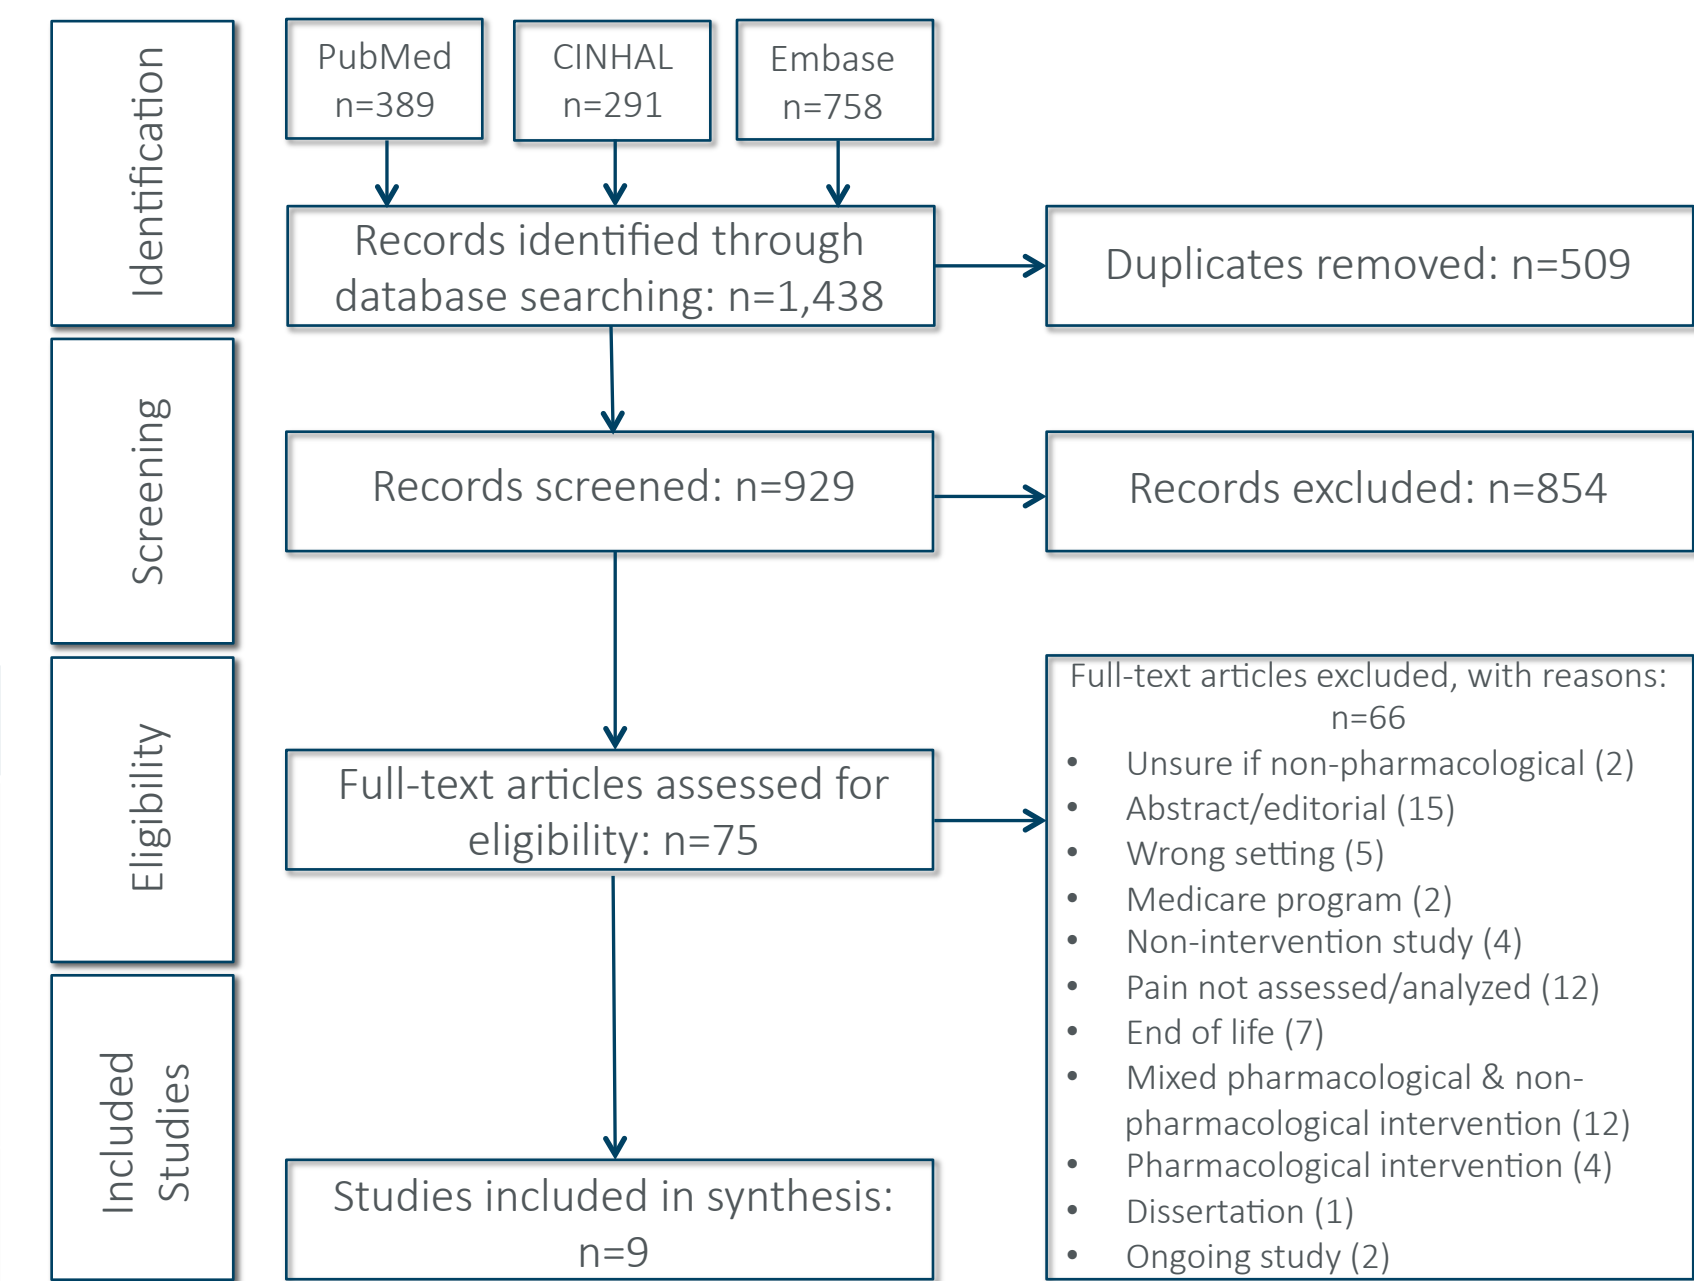 Identification
PubMed
n=389
CINHAL
n=291
Embase
n=758
Records identified through
database searching: n=1,438
Duplicates removed: n=509
Screening
Records screened: n=929
Records excluded: n=854
Eligibility
Full-text articles assessed for
eligibility: n=75
Full-text articles excluded, with reasons:
n=66
• Unsure if non-pharmacological (2)
• Abstract/editorial (15)
• Wrong setting (5)
• Medicare program (2)
• Non-intervention study (4)
• Pain not assessed/analyzed (12)
• End of life (7)
• Mixed pharmacological & non-
pharmacological intervention (12)
• Pharmacological intervention (4)
• Dissertation (1)
• Ongoing study (2)
Included
Studies
Studies included in synthesis:
n=9